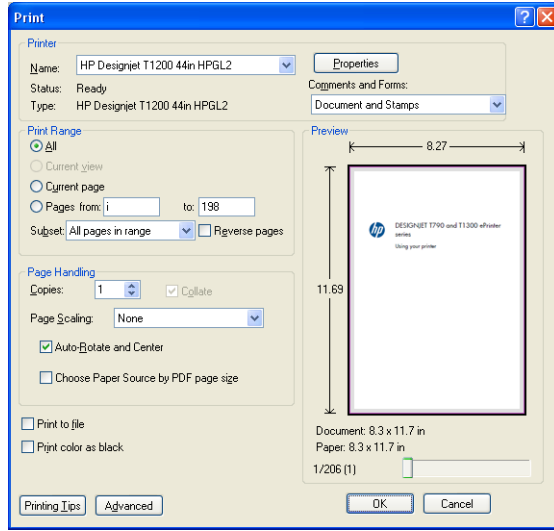 Print
Printer
Name: HP Designjet T1200 44in HPGL2 Properties
Status: Ready Comments and Forms:
Type: HP Designjet T1200 44in HPGL2 Document and Stamps
Print Range
All
Current view
Current page
Pages from: i to: 198
Subset: All pages in range Reverse pages
Page Handling
Copies: 1 Collate
Page Scaling: None
Auto-Rotate and Center
Choose Paper Source by PDF page size
Print to file
Print color as black
Preview
8.27
11.69
hp DESIGNJET T790 and T1300 ePrinter
series
Using your printer
Document: 8.3 x 11.7 in
Paper: 8.3 x 11.7 in
1/206 (1)
Printing Tips Advanced OK Cancel